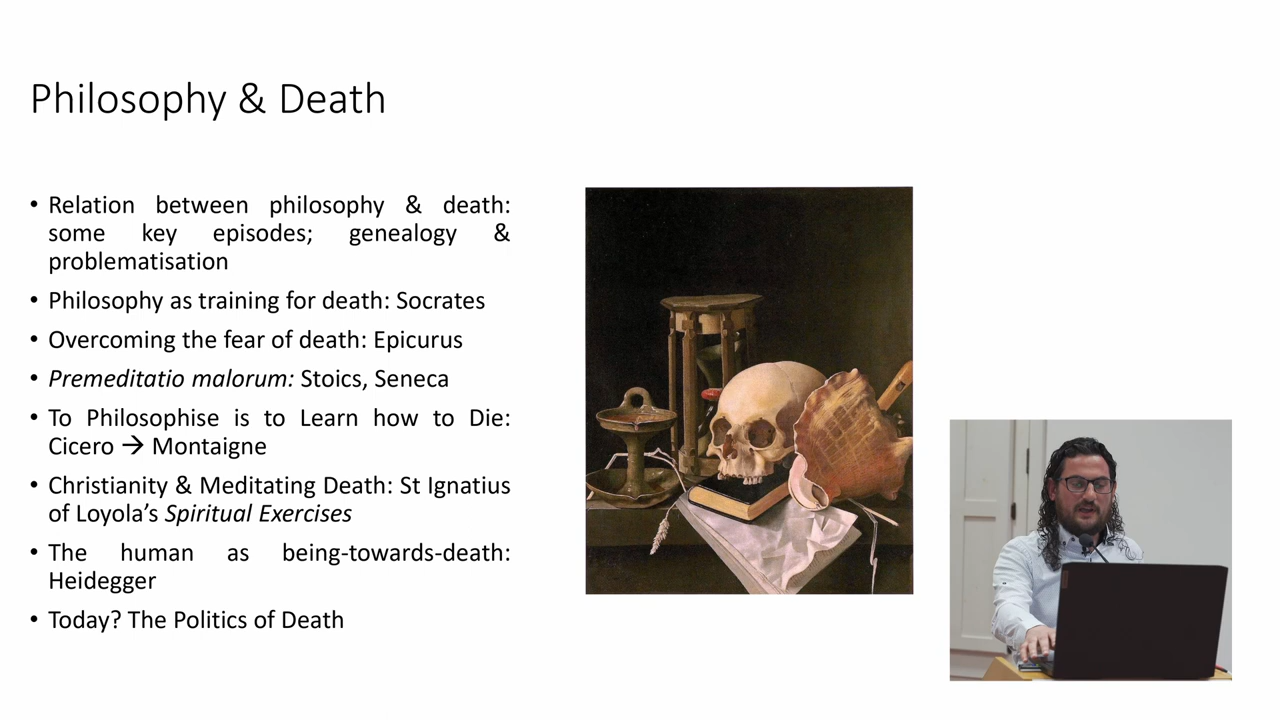 Philosophy & Death
• Relation between philosophy & death:
some key episodes; genealogy &
problematisation
• Philosophy as training for death: Socrates
• Overcoming the fear of death: Epicurus
• Premeditatio malorum: Stoics, Seneca
• To Philosophise is to Learn how to Die:
Cicero → Montaigne
• Christianity & Meditating Death: St Ignatius
of Loyola’s Spiritual Exercises
• The human as being-towards-death:
Heidegger
• Today? The Politics of Death